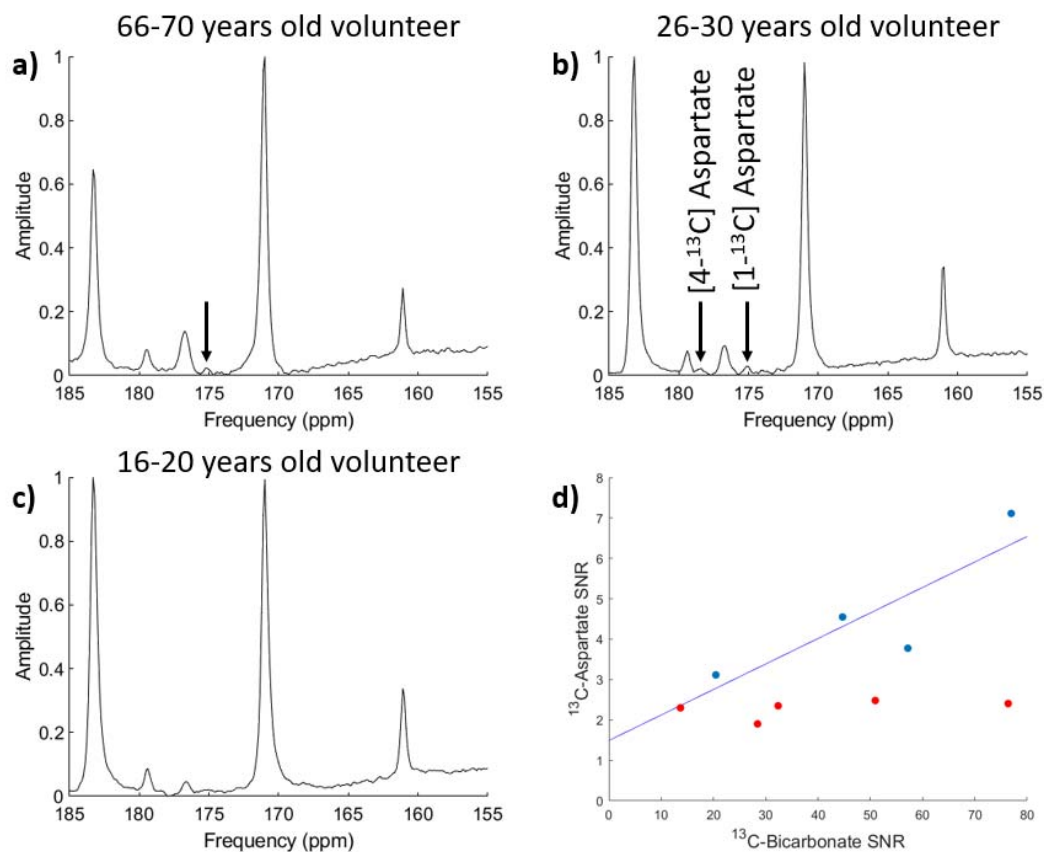 66-70 years old volunteer
26-30 years old volunteer
a)
1
0.8
0.6
0.4
0.2
0
Amplitude
185 180 175 170 165 160 155
Frequency (ppm)
b)
1
0.8
0.6
0.4
0.2
0
Amplitude
[4-¹³C] Aspartate
[1-¹³C] Aspartate
185 180 175 170 165 160 155
Frequency (ppm)
16-20 years old volunteer
c)
1
0.8
0.6
0.4
0.2
0
Amplitude
185 180 175 170 165 160 155
Frequency (ppm)
d)
8
7
6
5
4
3
2
1
0
¹³C-Aspartate SNR
0 10 20 30 40 50 60 70 80
¹³C-Bicarbonate SNR